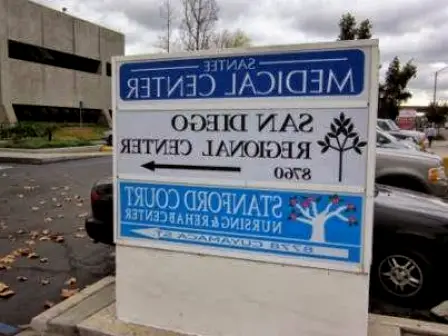 SANTEE
MEDICAL CENTER
SAN DIEGO
REGIONAL CENTER
8760
STANFORD COURT
NURSING & REHAB CENTER
8778 CUYAMACA ST